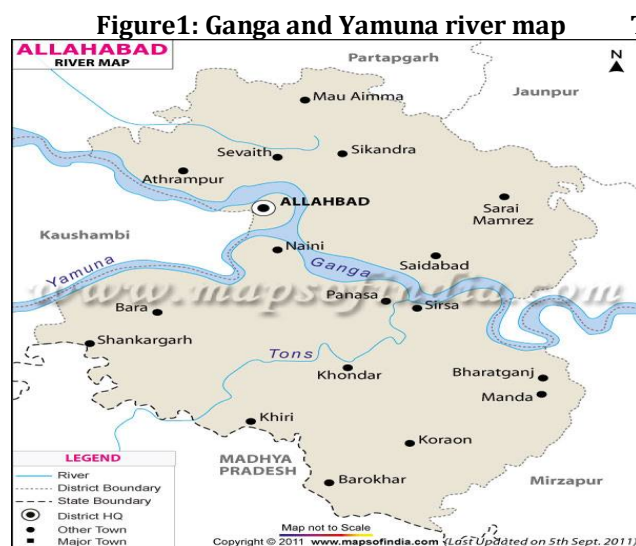 Figure1: Ganga and Yamuna river map
T
ALLAHABAD
RIVER MAP
N
Partapgarh
Jaunpur
Mau Aimma
Sevaith
Sikandra
Athrampur
ALLAHBAD
Sarai
Mamrez
Kaushambi
Naini
Ganga
Saidabad
Yamuna
www.mapsofindia.com
Panasa
Sirsa
Bara
Shankargarh
Tons
Khondar
Bharatganj
Manda
Khiri
Koraon
MADHYA
PRADESH
Barokhar
Mirzapur
LEGEND
River
District Boundary
State Boundary
District HQ
Other Town
Major Town
Map not to Scale
Copyright © 2011 www.mapsofindia.com (Last Updated on 5th Sept. 2011)